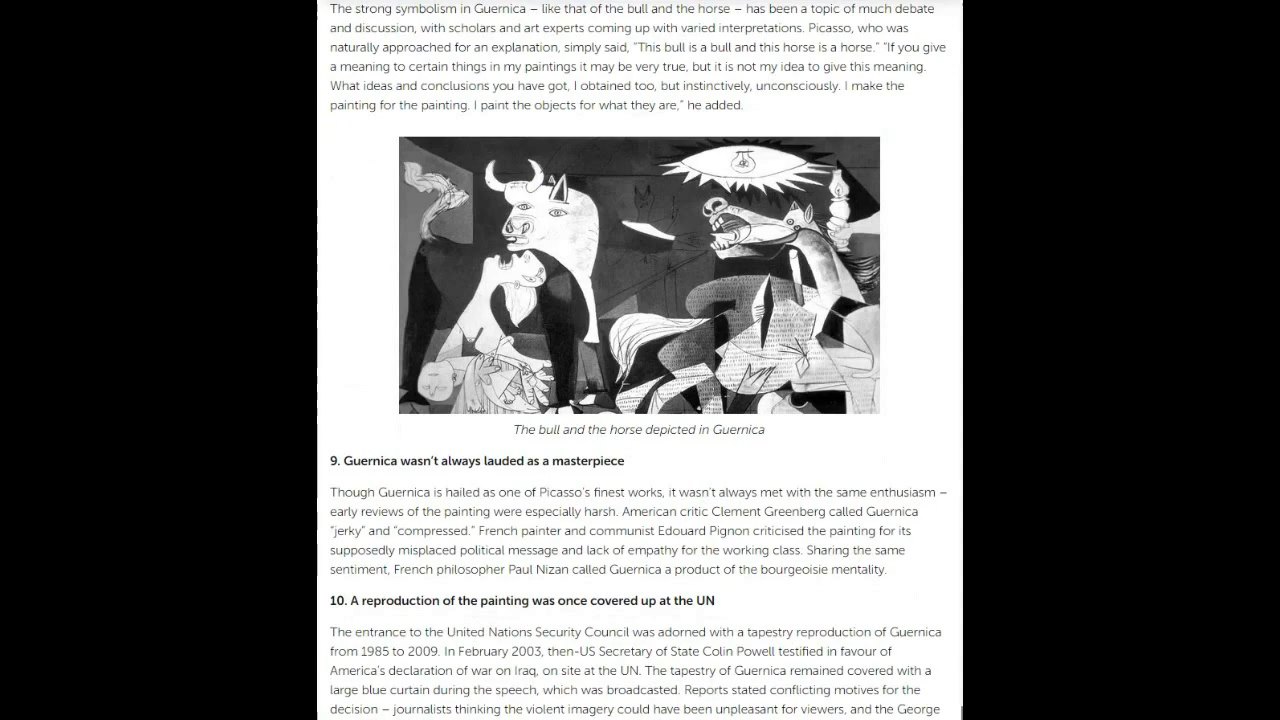 The strong symbolism in Guernica – like that of the bull and the horse – has been a topic of much debate
and discussion, with scholars and art experts coming up with varied interpretations. Picasso, who was
naturally approached for an explanation, simply said, “This bull is a bull and this horse is a horse.” “If you give
a meaning to certain things in my paintings it may be very true, but it is not my idea to give this meaning.
What ideas and conclusions you have got, I obtained too, but instinctively, unconsciously. I make the
painting for the painting. I paint the objects for what they are,” he added.
The bull and the horse depicted in Guernica
9. Guernica wasn’t always lauded as a masterpiece
Though Guernica is hailed as one of Picasso’s finest works, it wasn’t always met with the same enthusiasm –
early reviews of the painting were especially harsh. American critic Clement Greenberg called Guernica
“jerky” and “compressed.” French painter and communist Edouard Pignon criticised the painting for its
supposedly misplaced political message and lack of empathy for the working class. Sharing the same
sentiment, French philosopher Paul Nizan called Guernica a product of the bourgeoisie mentality.
10. A reproduction of the painting was once covered up at the UN
The entrance to the United Nations Security Council was adorned with a tapestry reproduction of Guernica
from 1985 to 2009. In February 2003, then-US Secretary of State Colin Powell testified in favour of
America’s declaration of war on Iraq, on site at the UN. The tapestry of Guernica remained covered with a
large blue curtain during the speech, which was broadcasted. Reports stated conflicting motives for the
decision – journalists thinking the violent imagery could have been unpleasant for viewers, and the George